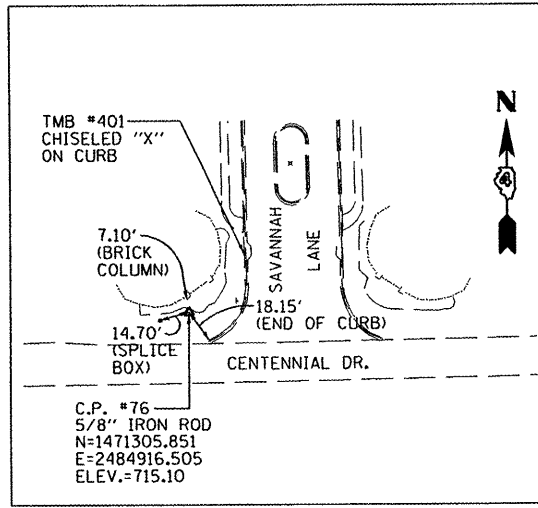 TMB #401
CHISELED "X"
ON CURB
N
4
7.10'
(BRICK
COLUMN)
SAVANNAH
LANE
18.15'
(END OF CURB)
14.70'
(SPLICE
BOX)
CENTENNIAL DR.
C.P. #76
5/8" IRON ROD
N=1471305.851
E=2484916.505
ELEV.=715.10